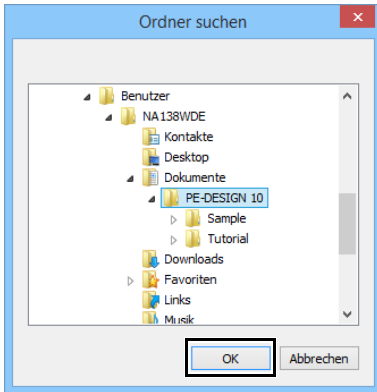 Ordner suchen
Benutzer
NA138WDE
Kontakte
Desktop
Dokumente
PE-DESIGN 10
Sample
Tutorial
Downloads
Favoriten
Links
Musik
OK Abbrechen